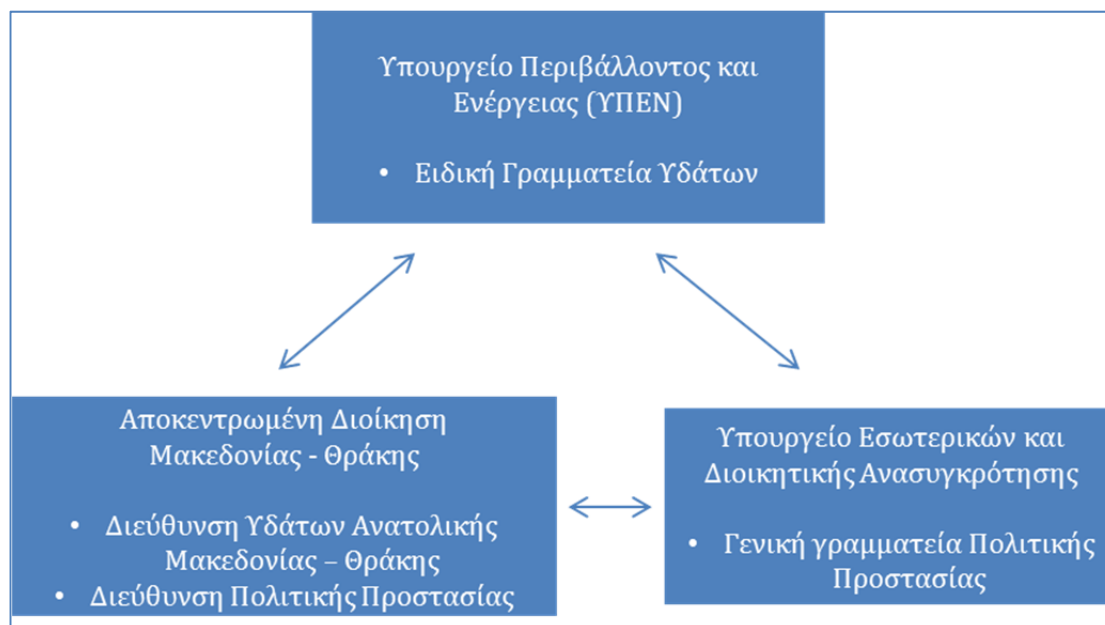 Υπουργείο Περιβάλλοντος και
Ενέργειας (ΥΠΕΝ)
• Ειδική Γραμματεία Υδάτων
Αποκεντρωμένη Διοίκηση
Μακεδονίας - Θράκης
• Διεύθυνση Υδάτων Ανατολικής
Μακεδονίας – Θράκης
• Διεύθυνση Πολιτικής Προστασίας
Υπουργείο Εσωτερικών και
Διοικητικής Ανασυγκρότησης
• Γενική γραμματεία Πολιτικής
Προστασίας